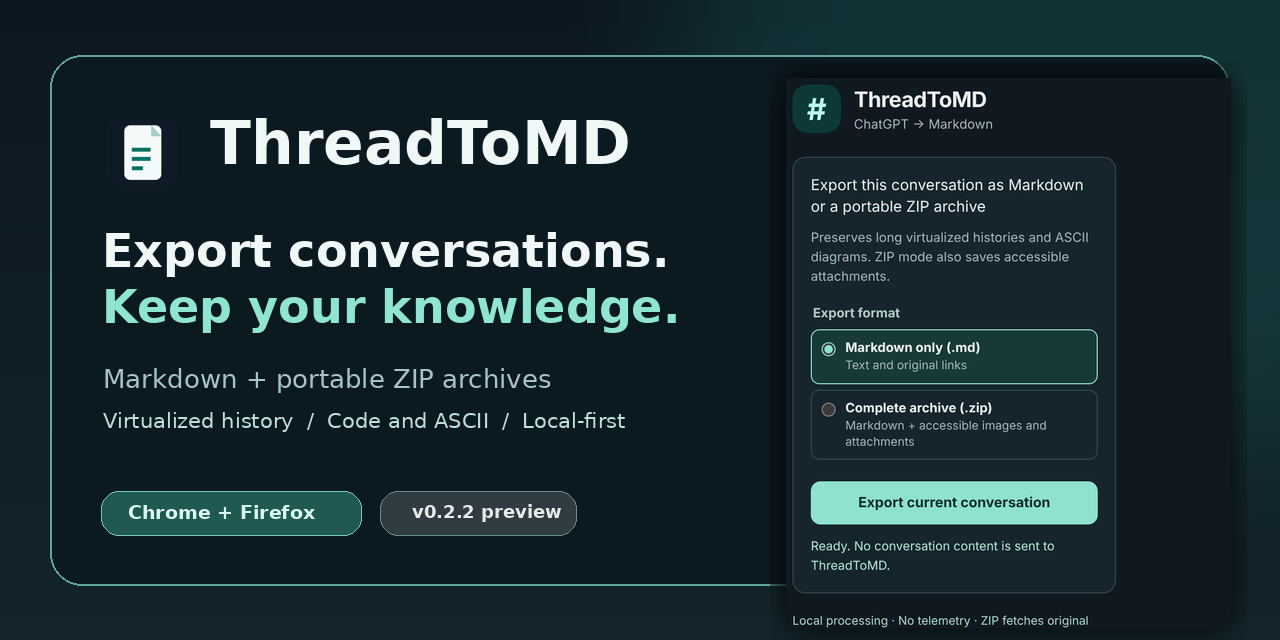 ThreadToMD
Export conversations.
Keep your knowledge.
Markdown + portable ZIP archives
Virtualized history / Code and ASCII / Local-first
Chrome + Firefox
v0.2.2 preview
#
ThreadToMD
ChatGPT → Markdown
Export this conversation as Markdown
or a portable ZIP archive
Preserves long virtualized histories and ASCII
diagrams. ZIP mode also saves accessible
attachments.
Export format
Markdown only (.md)
Text and original links
Complete archive (.zip)
Markdown + accessible images and
attachments
Export current conversation
Ready. No conversation content is sent to
ThreadToMD.
Local processing · No telemetry · ZIP fetches original